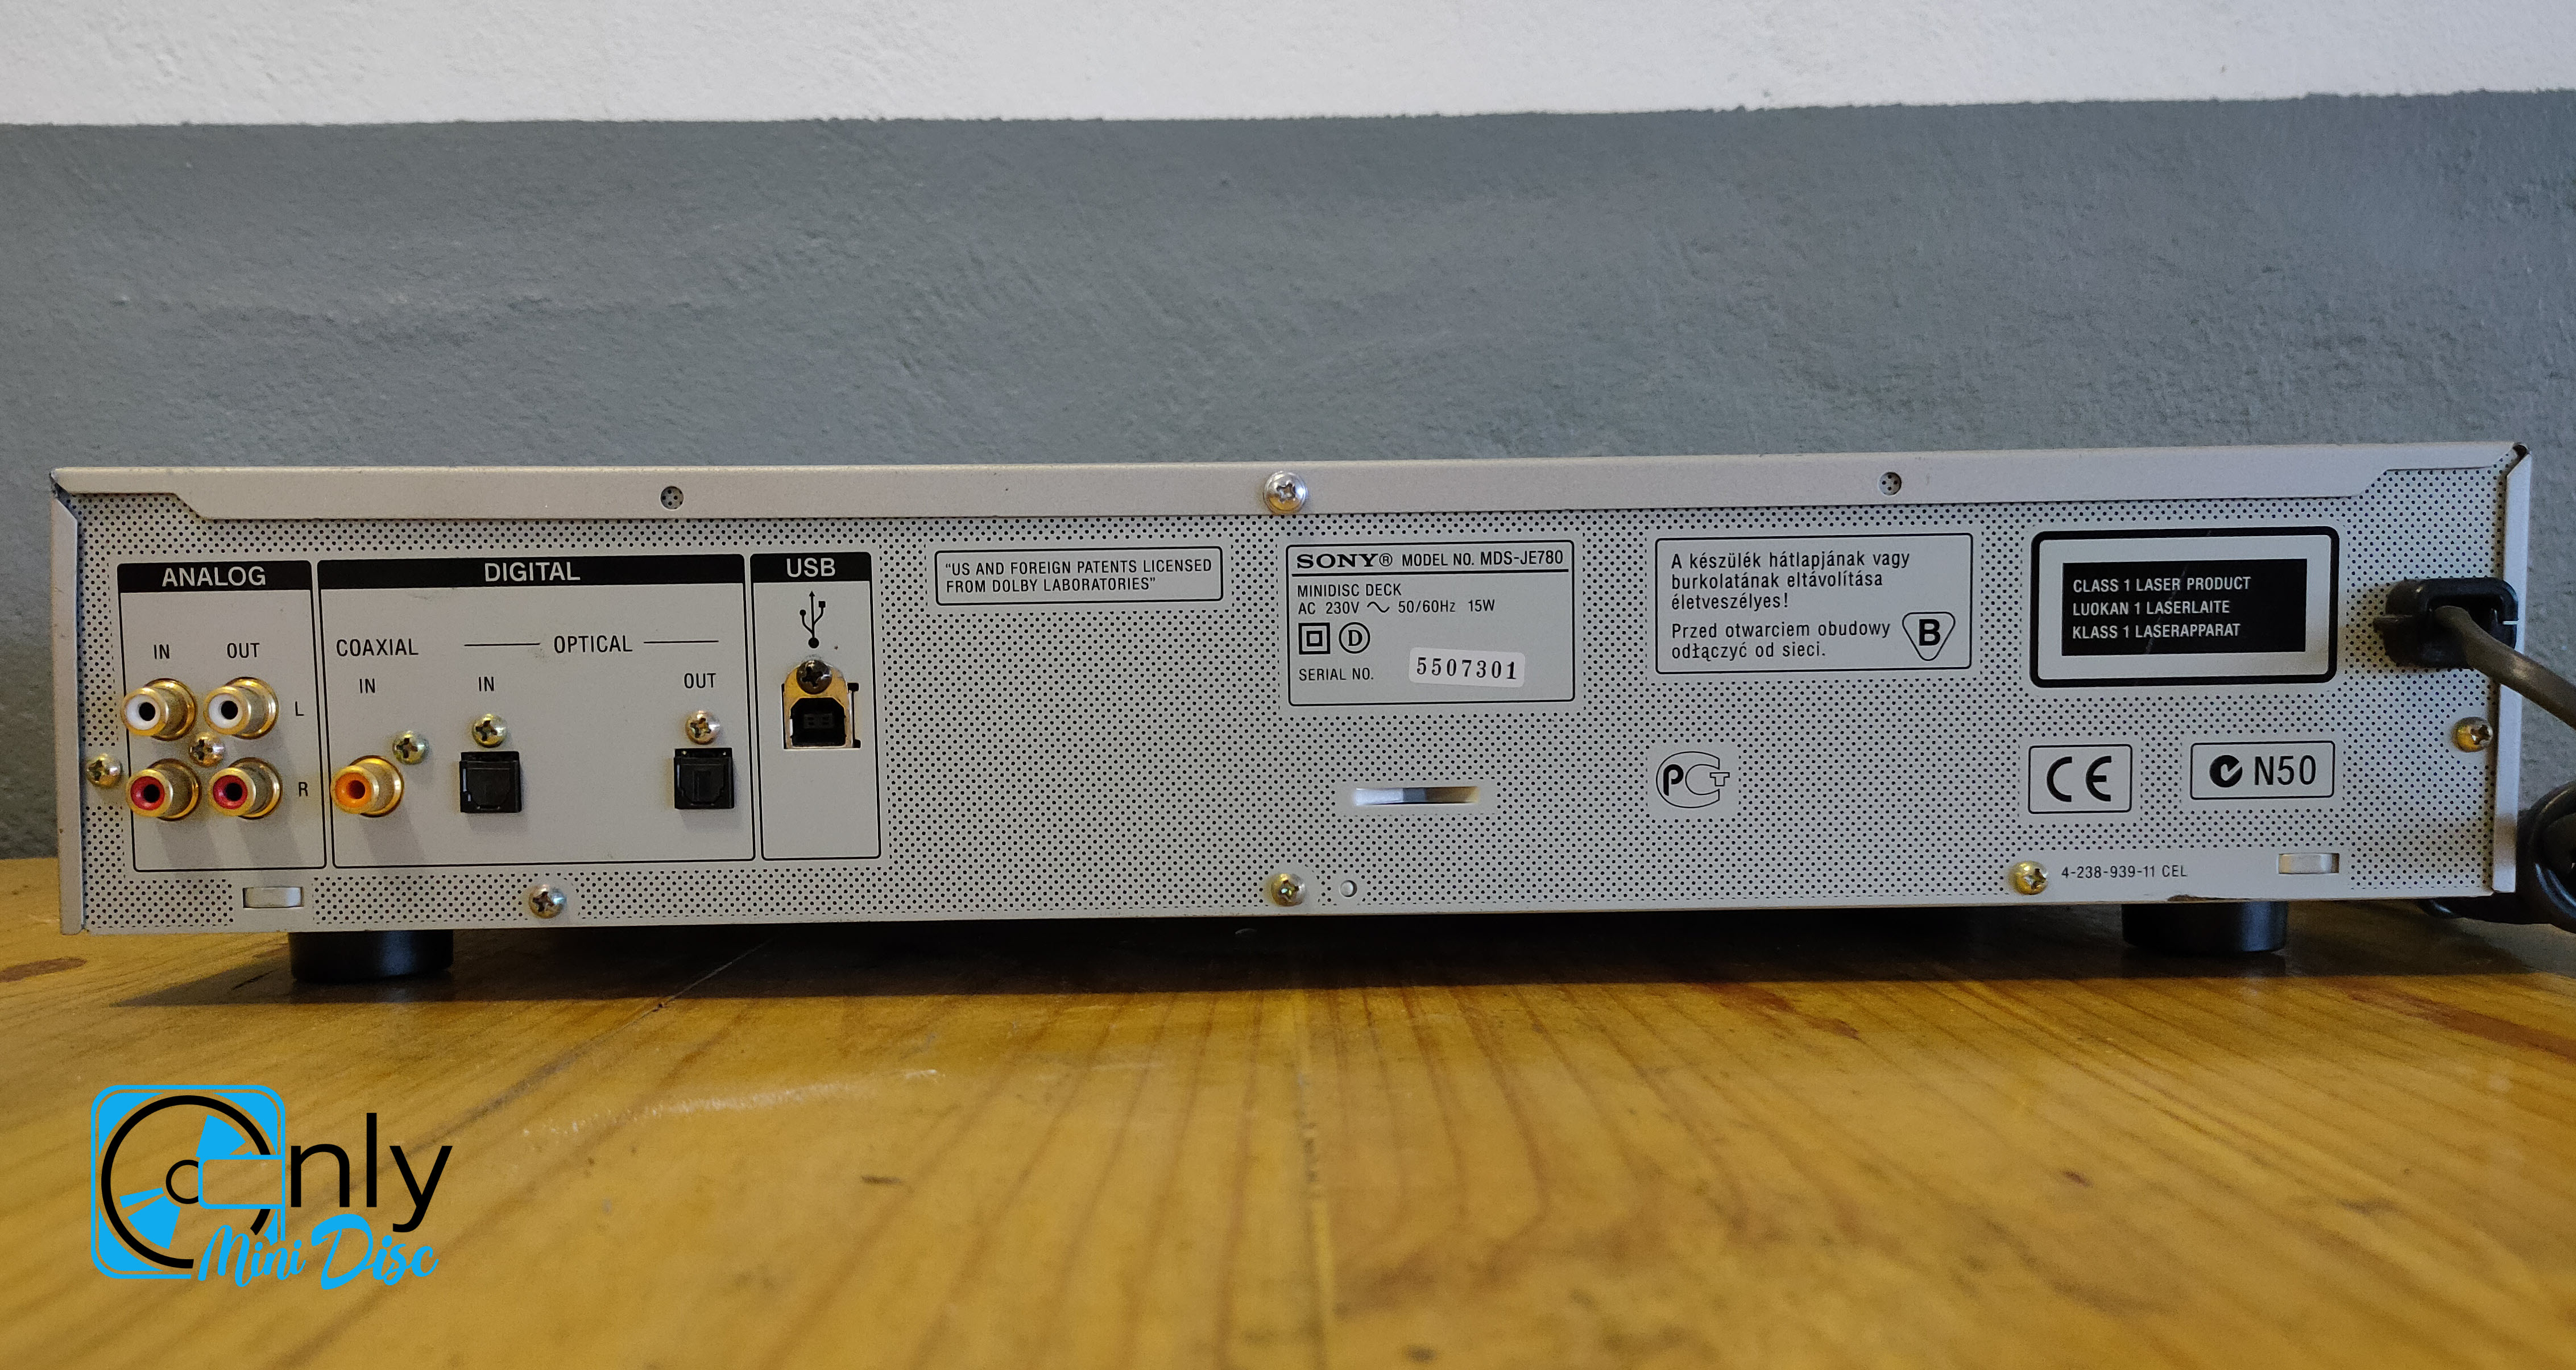 ANALOG
IN OUT
L
R
DIGITAL
COAXIAL OPTICAL
IN IN OUT
USB
"US AND FOREIGN PATENTS LICENSED
FROM DOLBY LABORATORIES"
SONY® MODEL NO. MDS-JE780
MINIDISC DECK
AC 230V ~ 50/60Hz 15W
D
SERIAL NO. 5507301
A készülék hátlapjának vagy
burkolatának eltávolítása
életveszélyes!
Przed otwarciem obudowy
odłączyć od sieci.
B
CLASS 1 LASER PRODUCT
LUOKAN 1 LASERLAITE
KLASS 1 LASERAPPARAT
PCT
CE
N50
4-238-939-11 CEL
Only
MiniDisc